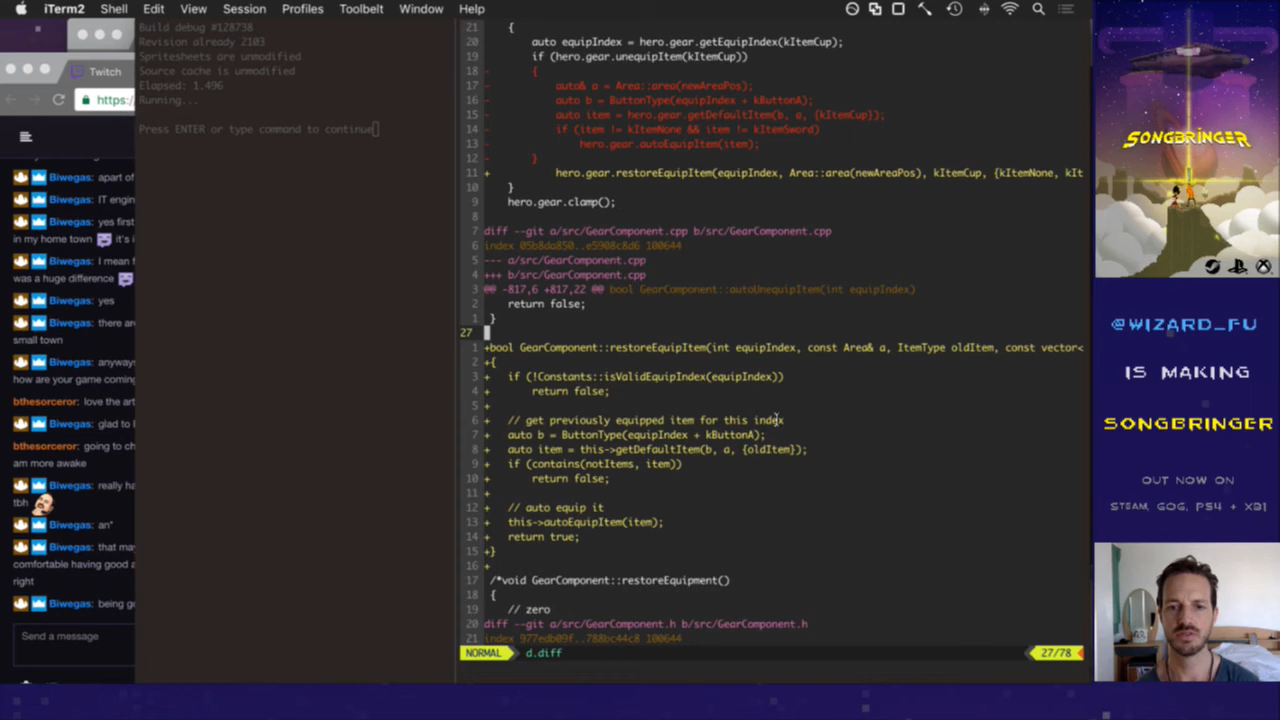 iTerm2 Shell Edit View Session Profiles Toolbelt Window Help
Twitch
https:
Biwegas: apart of
Biwegas: IT engin
Biwegas: yes first
in my home town it's i
Biwegas: I mean f
was a huge difference
Biwegas: yes
Biwegas: there are
small town
Biwegas: anyways
how are your game coming
bthesorceror: love the art
Biwegas: glad to
bthesorceror: going to ch
am more awake
Biwegas: really ha
tbh
Biwegas: an*
Biwegas: that may
comfortable having good a
right
Biwegas: being go
Send a message
Build debug #128738
Revision already 2103
Spritesheets are unmodified
Source cache is unmodified
Elapsed: 1.496
Running...
Press ENTER or type command to continue
21 {
20 auto equipIndex = hero.gear.getEquipIndex(kItemCup);
19 if (hero.gear.unequipItem(kItemCup))
18 - {
17 - auto& a = Area::area(newAreaPos);
16 - auto b = ButtonType(equipIndex + kButtonA);
15 - auto item = hero.gear.getDefaultItem(b, a, {kItemCup});
14 - if (item != kItemNone && item != kItemSword)
13 - hero.gear.autoEquipItem(item);
12 - }
11 + hero.gear.restoreEquipItem(equipIndex, Area::area(newAreaPos), kItemCup, {kItemNone, kIt
10 }
9 hero.gear.clamp();
8
7 diff --git a/src/GearComponent.cpp b/src/GearComponent.cpp
6 index 05b8da850..e5908c8d6 100644
5 --- a/src/GearComponent.cpp
4 +++ b/src/GearComponent.cpp
3 @@ -817,6 +817,22 @@ bool GearComponent::autoUnequipItem(int equipIndex)
2 return false;
1 }
27
1 +bool GearComponent::restoreEquipItem(int equipIndex, const Area& a, ItemType oldItem, const vector<
2 +{
3 + if (!Constants::isValidEquipIndex(equipIndex))
4 + return false;
5 +
6 + // get previously equipped item for this index
7 + auto b = ButtonType(equipIndex + kButtonA);
8 + auto item = this->getDefaultItem(b, a, {oldItem});
9 + if (contains(notItems, item))
10 + return false;
11 +
12 + // auto equip it
13 + this->autoEquipItem(item);
14 + return true;
15 +}
16 +
17 /*void GearComponent::restoreEquipment()
18 {
19 // zero
20 diff --git a/src/GearComponent.h b/src/GearComponent.h
21 index 977edb09f..788bc44c8 100644
NORMAL d.diff 27/78
SONGBRINGER
@WIZARD_FU
IS MAKING
SONGBRINGER
OUT NOW ON
STEAM, GOG, PS4 + XB1